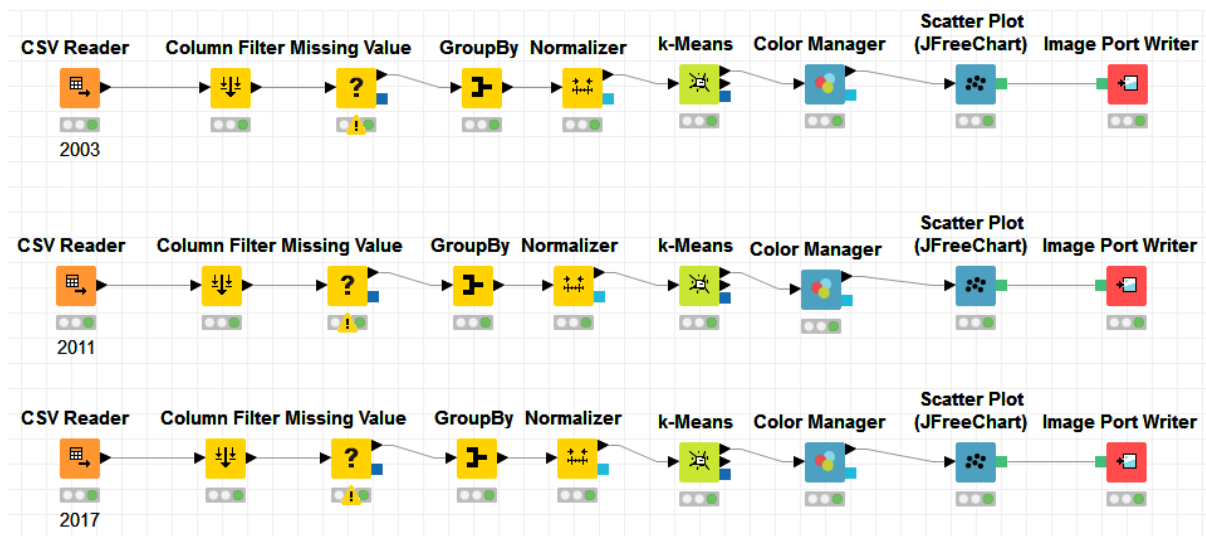 Scatter Plot
CSV Reader Column Filter Missing Value GroupBy Normalizer k-Means Color Manager (JFreeChart) Image Port Writer
?
2003
Scatter Plot
CSV Reader Column Filter Missing Value GroupBy Normalizer k-Means Color Manager (JFreeChart) Image Port Writer
?
2011
Scatter Plot
CSV Reader Column Filter Missing Value GroupBy Normalizer k-Means Color Manager (JFreeChart) Image Port Writer
?
2017